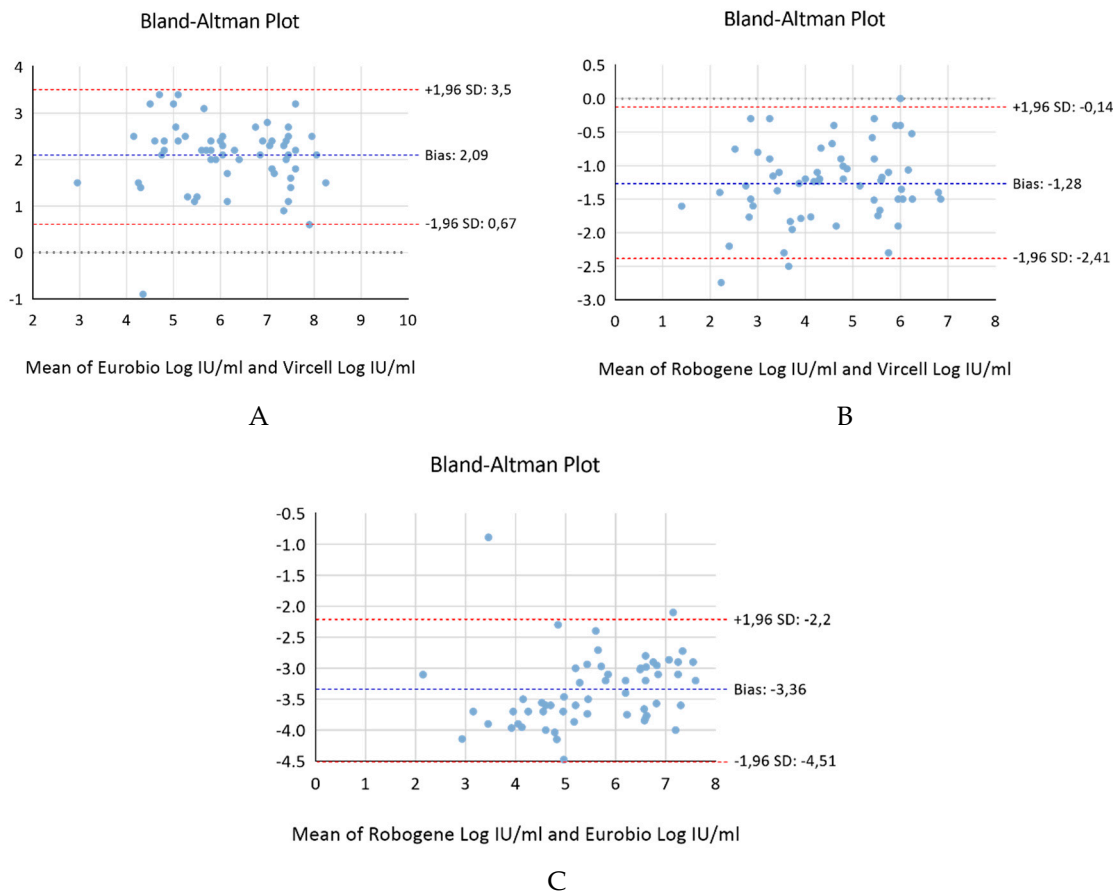 Bland-Altman Plot
4
3
2
1
0
-1
+1,96 SD: 3,5
Bias: 2,09
-1,96 SD: 0,67
2 3 4 5 6 7 8 9 10
Mean of Eurobio Log IU/ml and Vircell Log IU/ml
A
Bland-Altman Plot
0.5
0.0
-0.5
-1.0
-1.5
-2.0
-2.5
-3.0
+1,96 SD: -0,14
Bias: -1,28
-1,96 SD: -2,41
0 1 2 3 4 5 6 7 8
Mean of Robogene Log IU/ml and Vircell Log IU/ml
B
Bland-Altman Plot
-0.5
-1.0
-1.5
-2.0
-2.5
-3.0
-3.5
-4.0
-4.5
+1,96 SD: -2,2
Bias: -3,36
-1,96 SD: -4,51
0 1 2 3 4 5 6 7 8
Mean of Robogene Log IU/ml and Eurobio Log IU/ml
C